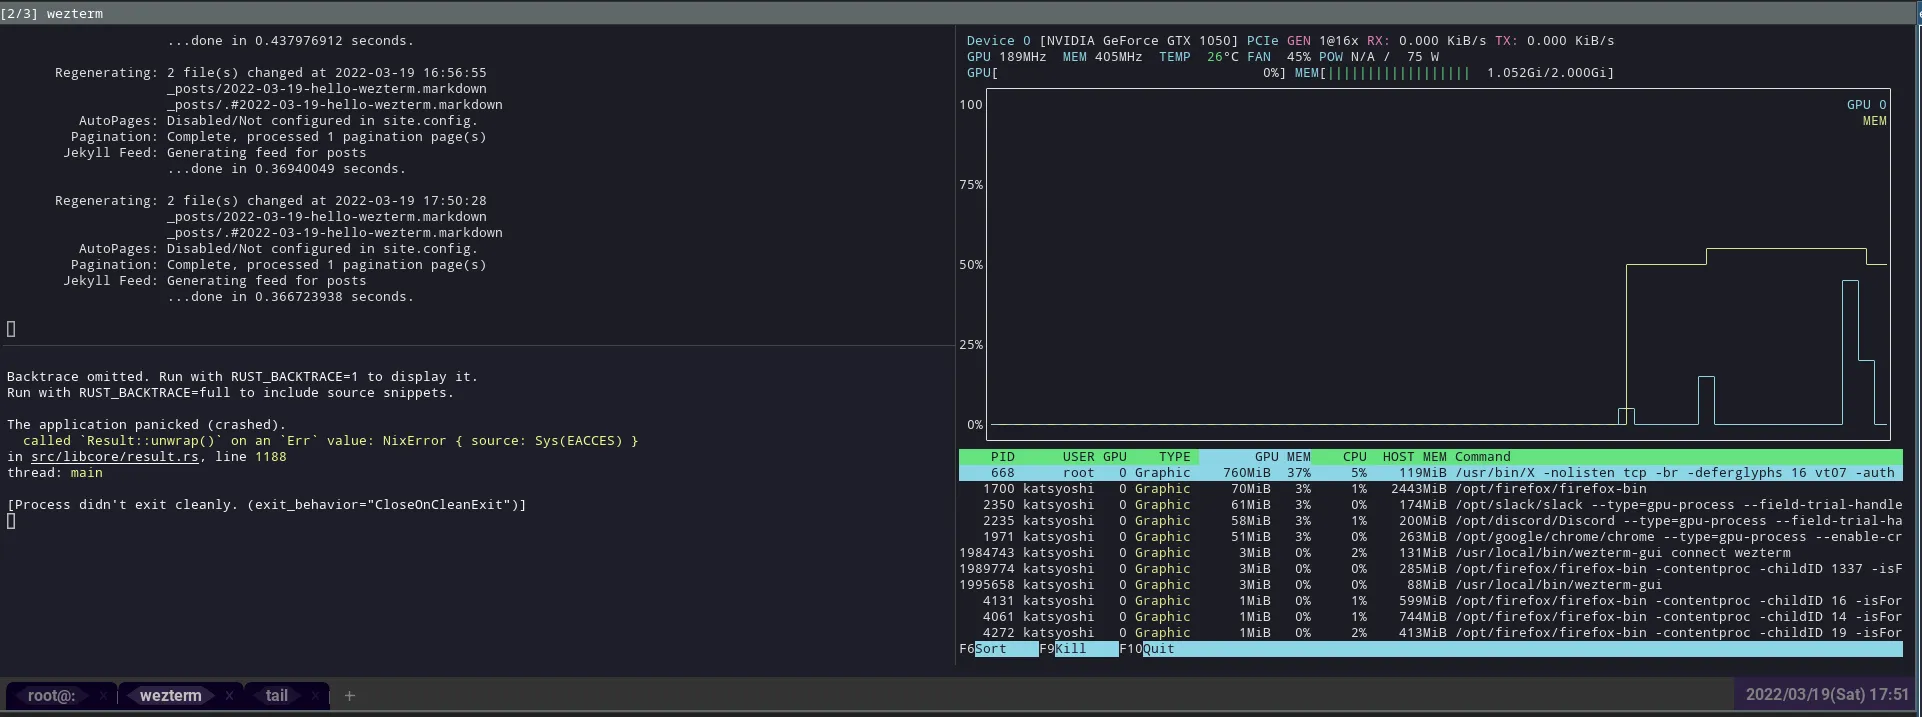 [2/3] wezterm
...done in 0.437976912 seconds.
Regenerating: 2 file(s) changed at 2022-03-19 16:56:55
_posts/2022-03-19-hello-wezterm.markdown
_posts/.#2022-03-19-hello-wezterm.markdown
AutoPages: Disabled/Not configured in site.config.
Pagination: Complete, processed 1 pagination page(s)
Jekyll Feed: Generating feed for posts
...done in 0.36940049 seconds.
Regenerating: 2 file(s) changed at 2022-03-19 17:50:28
_posts/2022-03-19-hello-wezterm.markdown
_posts/.#2022-03-19-hello-wezterm.markdown
AutoPages: Disabled/Not configured in site.config.
Pagination: Complete, processed 1 pagination page(s)
Jekyll Feed: Generating feed for posts
...done in 0.366723938 seconds.
Backtrace omitted. Run with RUST_BACKTRACE=1 to display it.
Run with RUST_BACKTRACE=full to include source snippets.
The application panicked (crashed).
called `Result::unwrap()` on an `Err` value: NixError { source: Sys(EACCES) }
in src/libcore/result.rs, line 1188
thread: main
[Process didn't exit cleanly. (exit_behavior="CloseOnCleanExit")]
Device 0 [NVIDIA GeForce GTX 1050] PCIe GEN 1@16x RX: 0.000 KiB/s TX: 0.000 KiB/s
GPU 189MHz MEM 405MHz TEMP 26°C FAN 45% POW N/A / 75 W
GPU[ 0%] MEM[|||||||||||||||||| 1.052Gi/2.000Gi]
100
GPU 0
MEM
75%
50%
25%
0%
PID USER GPU TYPE GPU MEM CPU HOST MEM Command
668 root 0 Graphic 760MiB 37% 5% 119MiB /usr/bin/X -nolisten tcp -br -deferglyphs 16 vt07 -auth
1700 katsyoshi 0 Graphic 70MiB 3% 1% 2443MiB /opt/firefox/firefox-bin
2350 katsyoshi 0 Graphic 61MiB 3% 0% 174MiB /opt/slack/slack --type=gpu-process --field-trial-handle
2235 katsyoshi 0 Graphic 58MiB 3% 1% 200MiB /opt/discord/Discord --type=gpu-process --field-trial-ha
1971 katsyoshi 0 Graphic 51MiB 3% 0% 263MiB /opt/google/chrome/chrome --type=gpu-process --enable-cr
1984743 katsyoshi 0 Graphic 3MiB 0% 2% 131MiB /usr/local/bin/wezterm-gui connect wezterm
1989774 katsyoshi 0 Graphic 3MiB 0% 0% 285MiB /opt/firefox/firefox-bin -contentproc -childID 1337 -isF
1995658 katsyoshi 0 Graphic 3MiB 0% 0% 88MiB /usr/local/bin/wezterm-gui
4131 katsyoshi 0 Graphic 1MiB 0% 1% 599MiB /opt/firefox/firefox-bin -contentproc -childID 16 -isFor
4061 katsyoshi 0 Graphic 1MiB 0% 1% 744MiB /opt/firefox/firefox-bin -contentproc -childID 14 -isFor
4272 katsyoshi 0 Graphic 1MiB 0% 2% 413MiB /opt/firefox/firefox-bin -contentproc -childID 19 -isFor
F6Sort F9Kill F10Quit
root@: × | wezterm × tail × | + 2022/03/19(Sat) 17:51